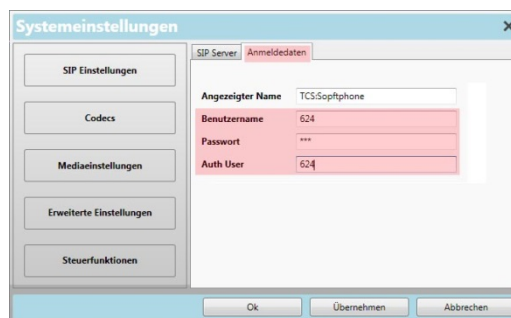 Systemeinstellungen
SIP Einstellungen
Codecs
Mediaeinstellungen
Erweiterte Einstellungen
Steuerfunktionen
SIP Server Anmeldedaten
Angezeigter Name TCS:Sopftphone
Benutzername 624
Passwort ***
Auth User 624
Ok Übernehmen Abbrechen